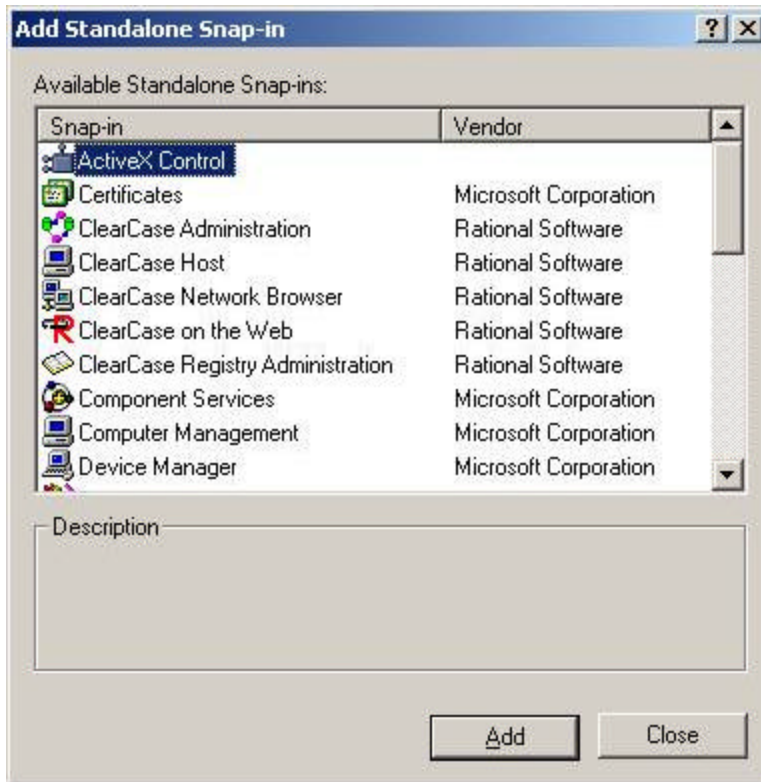 Add Standalone Snap-in
Available Standalone Snap-ins:
Snap-in Vendor
ActiveX Control
Certificates Microsoft Corporation
ClearCase Administration Rational Software
ClearCase Host Rational Software
ClearCase Network Browser Rational Software
ClearCase on the Web Rational Software
ClearCase Registry Administration Rational Software
Component Services Microsoft Corporation
Computer Management Microsoft Corporation
Device Manager Microsoft Corporation
Description
Add Close